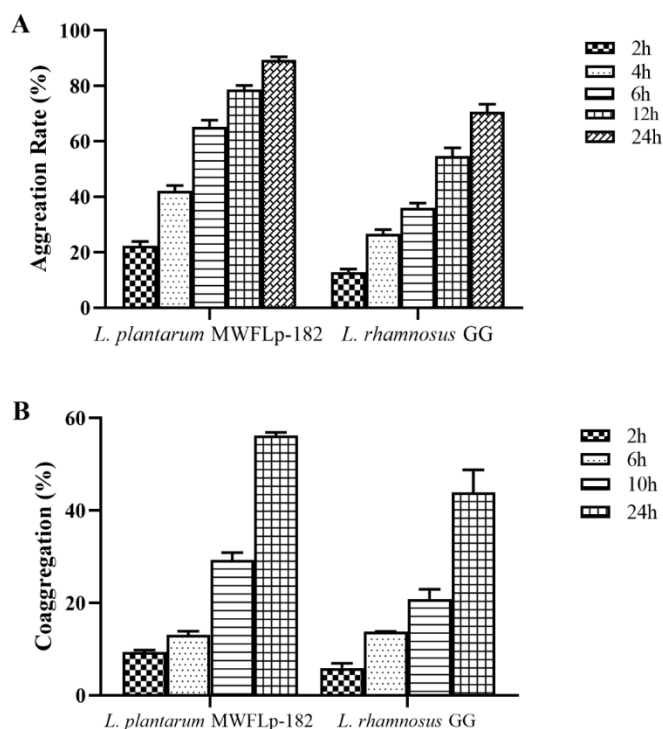 A
Aggreation Rate (%)
100
80
60
40
20
0
L. plantarum MWFLp-182
L. rhamnosus GG
2h
4h
6h
12h
24h
B
Coaggregation (%)
60
40
20
0
L. plantarum MWFLp-182
L. rhamnosus GG
2h
6h
10h
24h